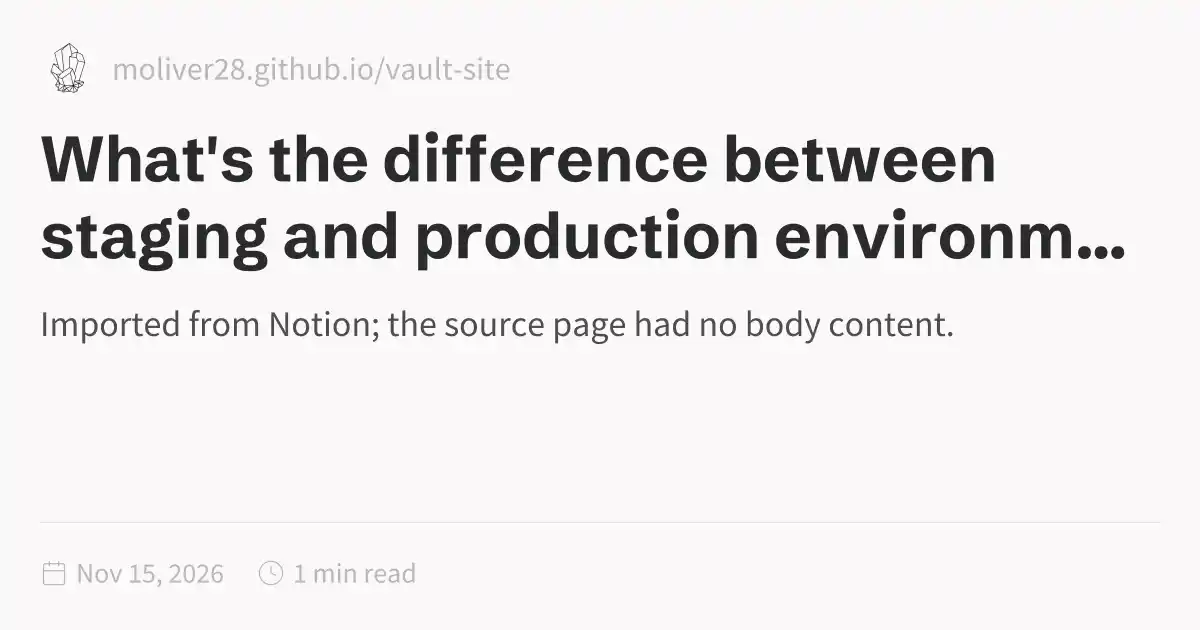 moliver28.github.io/vault-site
What's the difference between
staging and production environm...
Imported from Notion; the source page had no body content.
Nov 15, 2026 1 min read